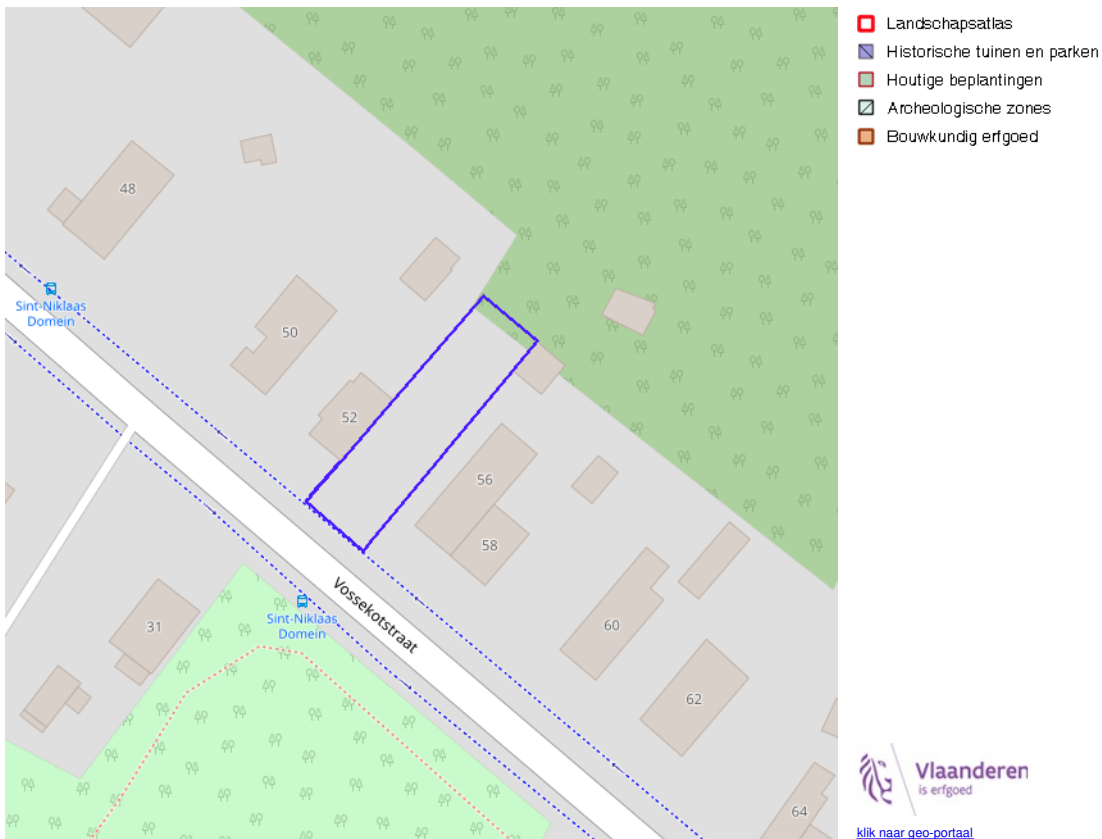 48
Sint-Niklaas
Domein
50
52
56
58
Vossekotstraat
Sint-Niklaas
Domein
31
60
62
64
Landschapsatlas
Historische tuinen en parken
Houtige beplantingen
Archeologische zones
Bouwkundig erfgoed
Vlaanderen
is erfgoed
klik naar geo-portaal